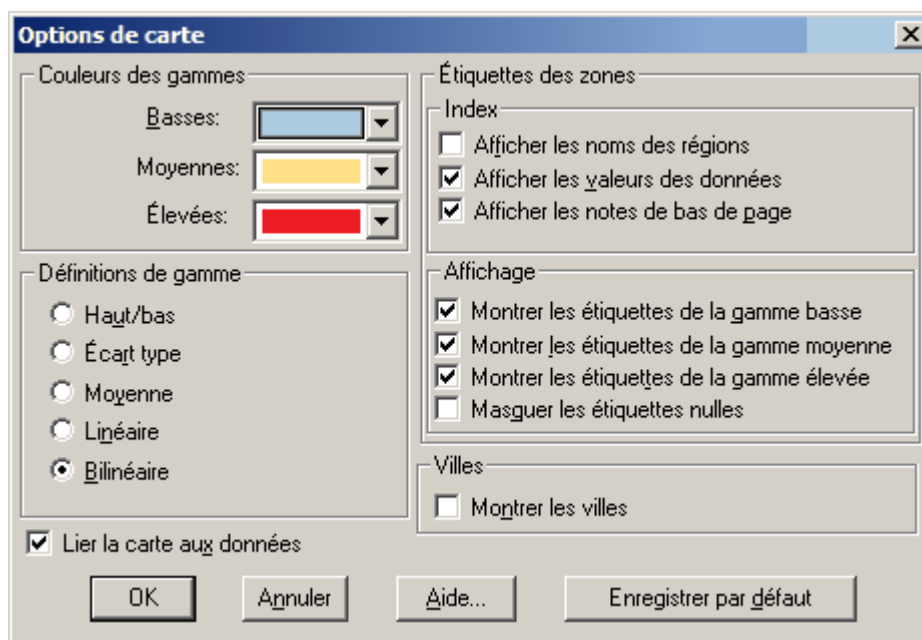 Options de carte
Couleurs des gammes
Basses:
Moyennes:
Élevées:
Définitions de gamme
Haut/bas
Écart type
Moyenne
Linéaire
Bilinéaire
Lier la carte aux données
Étiquettes des zones
Index
Afficher les noms des régions
Afficher les valeurs des données
Afficher les notes de bas de page
Affichage
Montrer les étiquettes de la gamme basse
Montrer les étiquettes de la gamme moyenne
Montrer les étiquettes de la gamme élevée
Masquer les étiquettes nulles
Villes
Montrer les villes
OK
Annuler
Aide...
Enregistrer par défaut